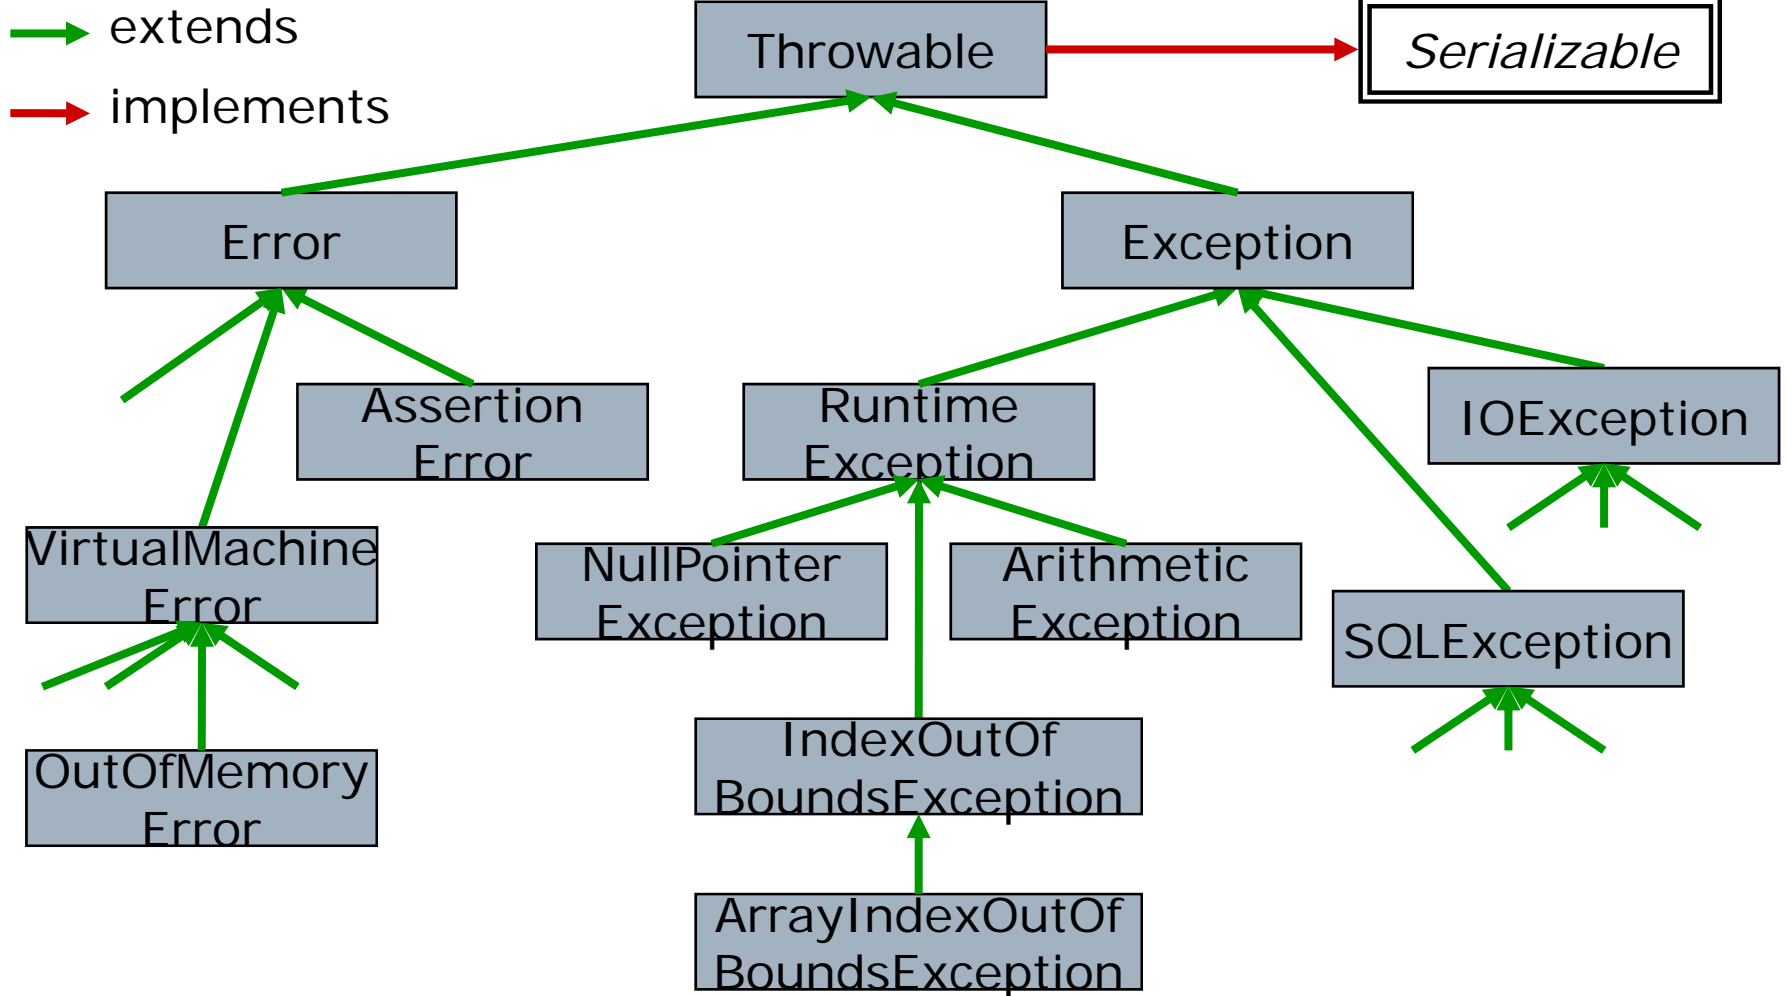 extends
implements
Throwable
Serializable
Error
Exception
Assertion
Error
Runtime
Exception
IOException
VirtualMachine
Error
NullPointer
Exception
Arithmetic
Exception
SQLException
OutOfMemory
Error
IndexOutOf
BoundsException
ArrayIndexOutOf
BoundsException